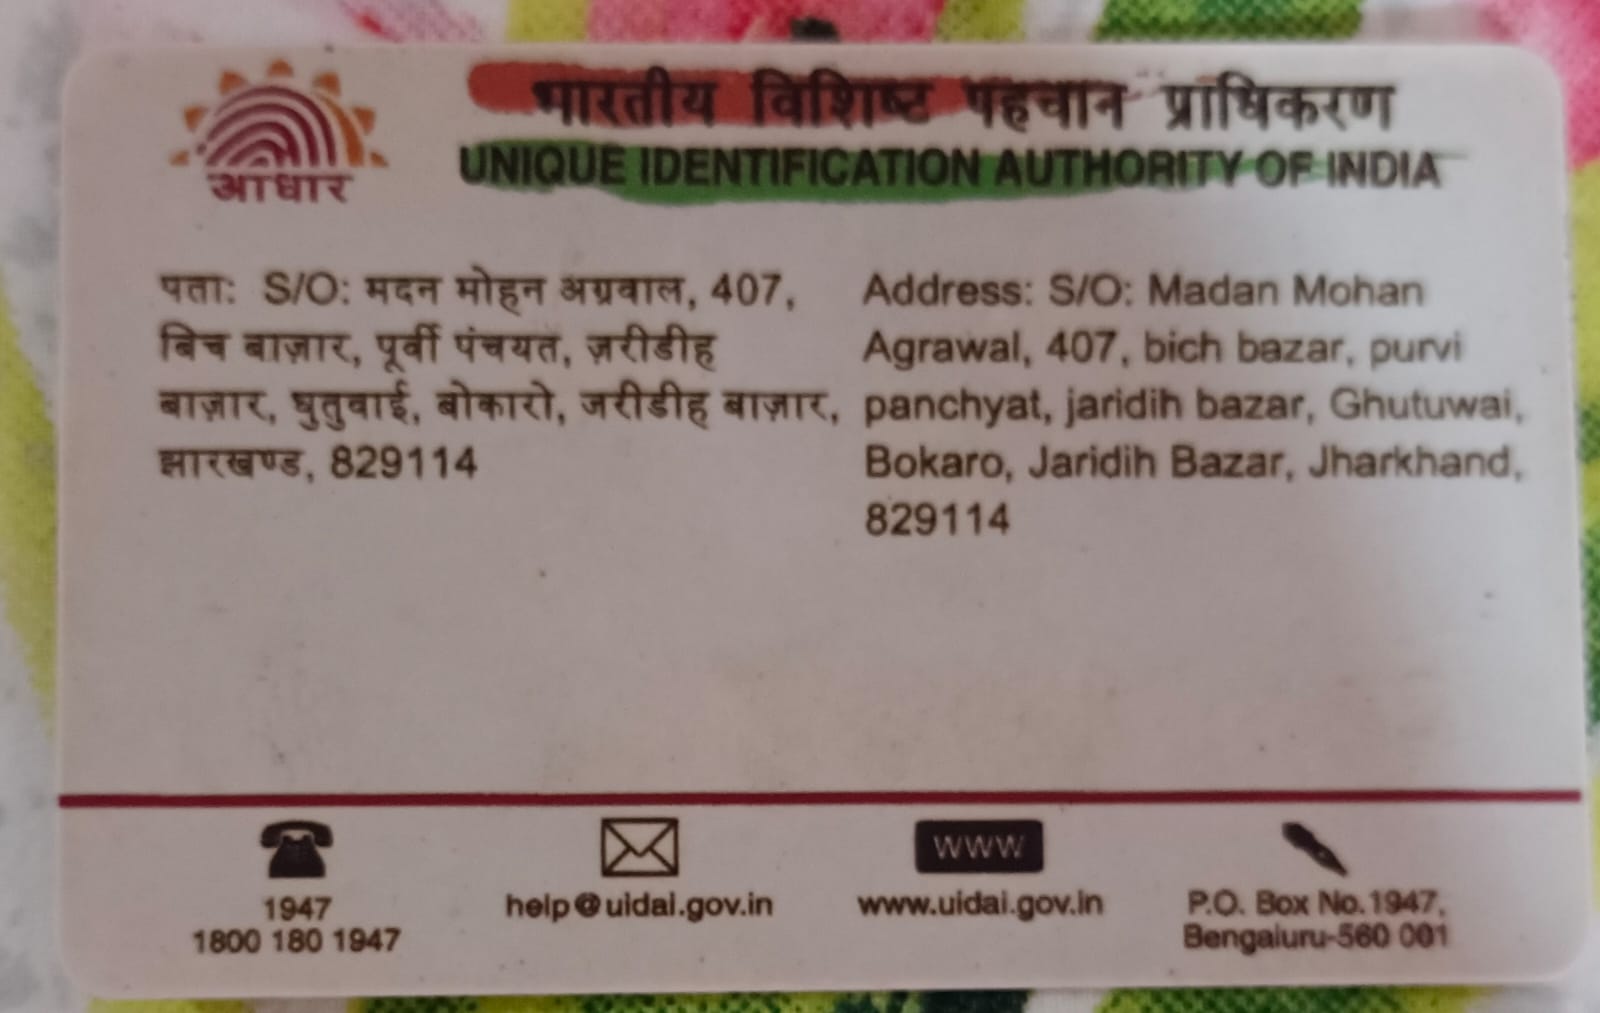 आधार
भारतीय विशिष्ट पहचान प्राधिकरण
UNIQUE IDENTIFICATION AUTHORITY OF INDIA
पता: S/O: मदन मोहन अग्रवाल, 407,
बिच बाज़ार, पूर्वी पंचयत, ज़रीडीह
बाज़ार, घुतुवाई, बोकारो, जरीडीह बाज़ार,
झारखण्ड, 829114
Address: S/O: Madan Mohan
Agrawal, 407, bich bazar, purvi
panchyat, jaridih bazar, Ghutuwai,
Bokaro, Jaridih Bazar, Jharkhand,
829114
1947
1800 180 1947
help@uidai.gov.in
WWW
www.uidai.gov.in
P.O. Box No.1947,
Bengaluru-560 001